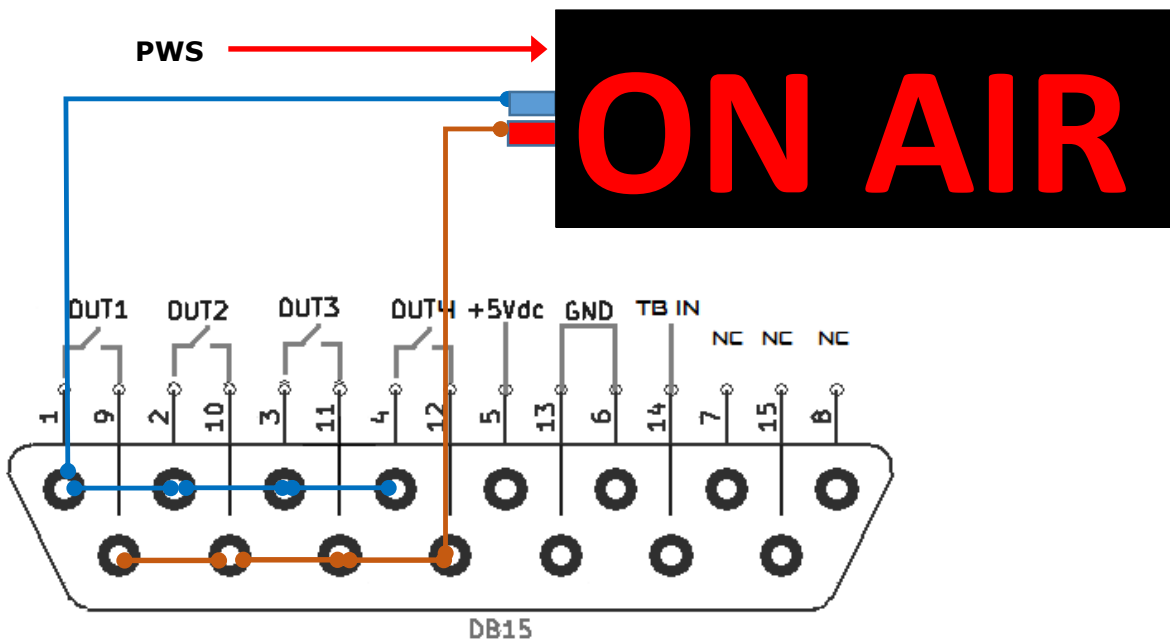 PWS
ON AIR
OUT1 OUT2 OUT3 OUT4 +5Vdc GND TB IN
NC NC NC
1 9 2 10 3 11 4 12 5 13 6 14 7 15 8
DB15